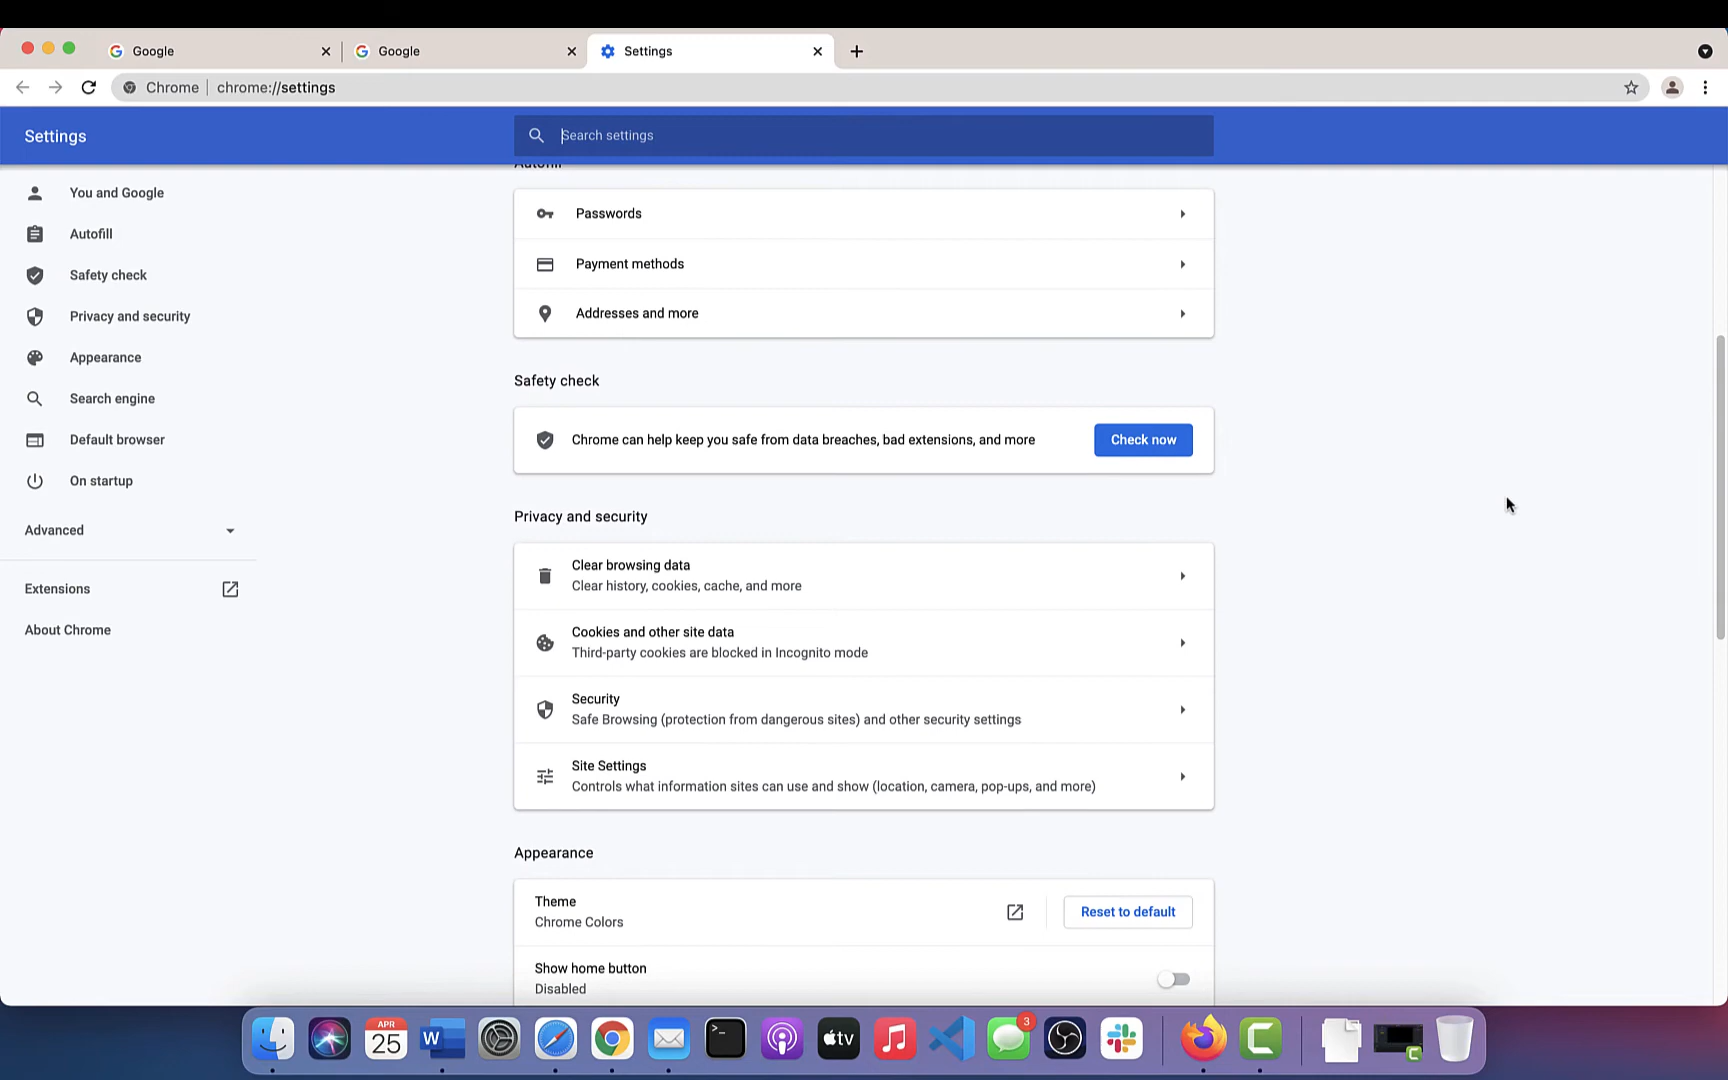 Google
Google
Settings
Chrome
chrome://settings
Settings
Search settings
Autofill
You and Google
Autofill
Safety check
Privacy and security
Appearance
Search engine
Default browser
On startup
Advanced
Extensions
About Chrome
Passwords
Payment methods
Addresses and more
Safety check
Chrome can help keep you safe from data breaches, bad extensions, and more
Check now
Privacy and security
Clear browsing data
Clear history, cookies, cache, and more
Cookies and other site data
Third-party cookies are blocked in Incognito mode
Security
Safe Browsing (protection from dangerous sites) and other security settings
Site Settings
Controls what information sites can use and show (location, camera, pop-ups, and more)
Appearance
Theme
Chrome Colors
Reset to default
Show home button
Disabled
APR
25
W
tv
3